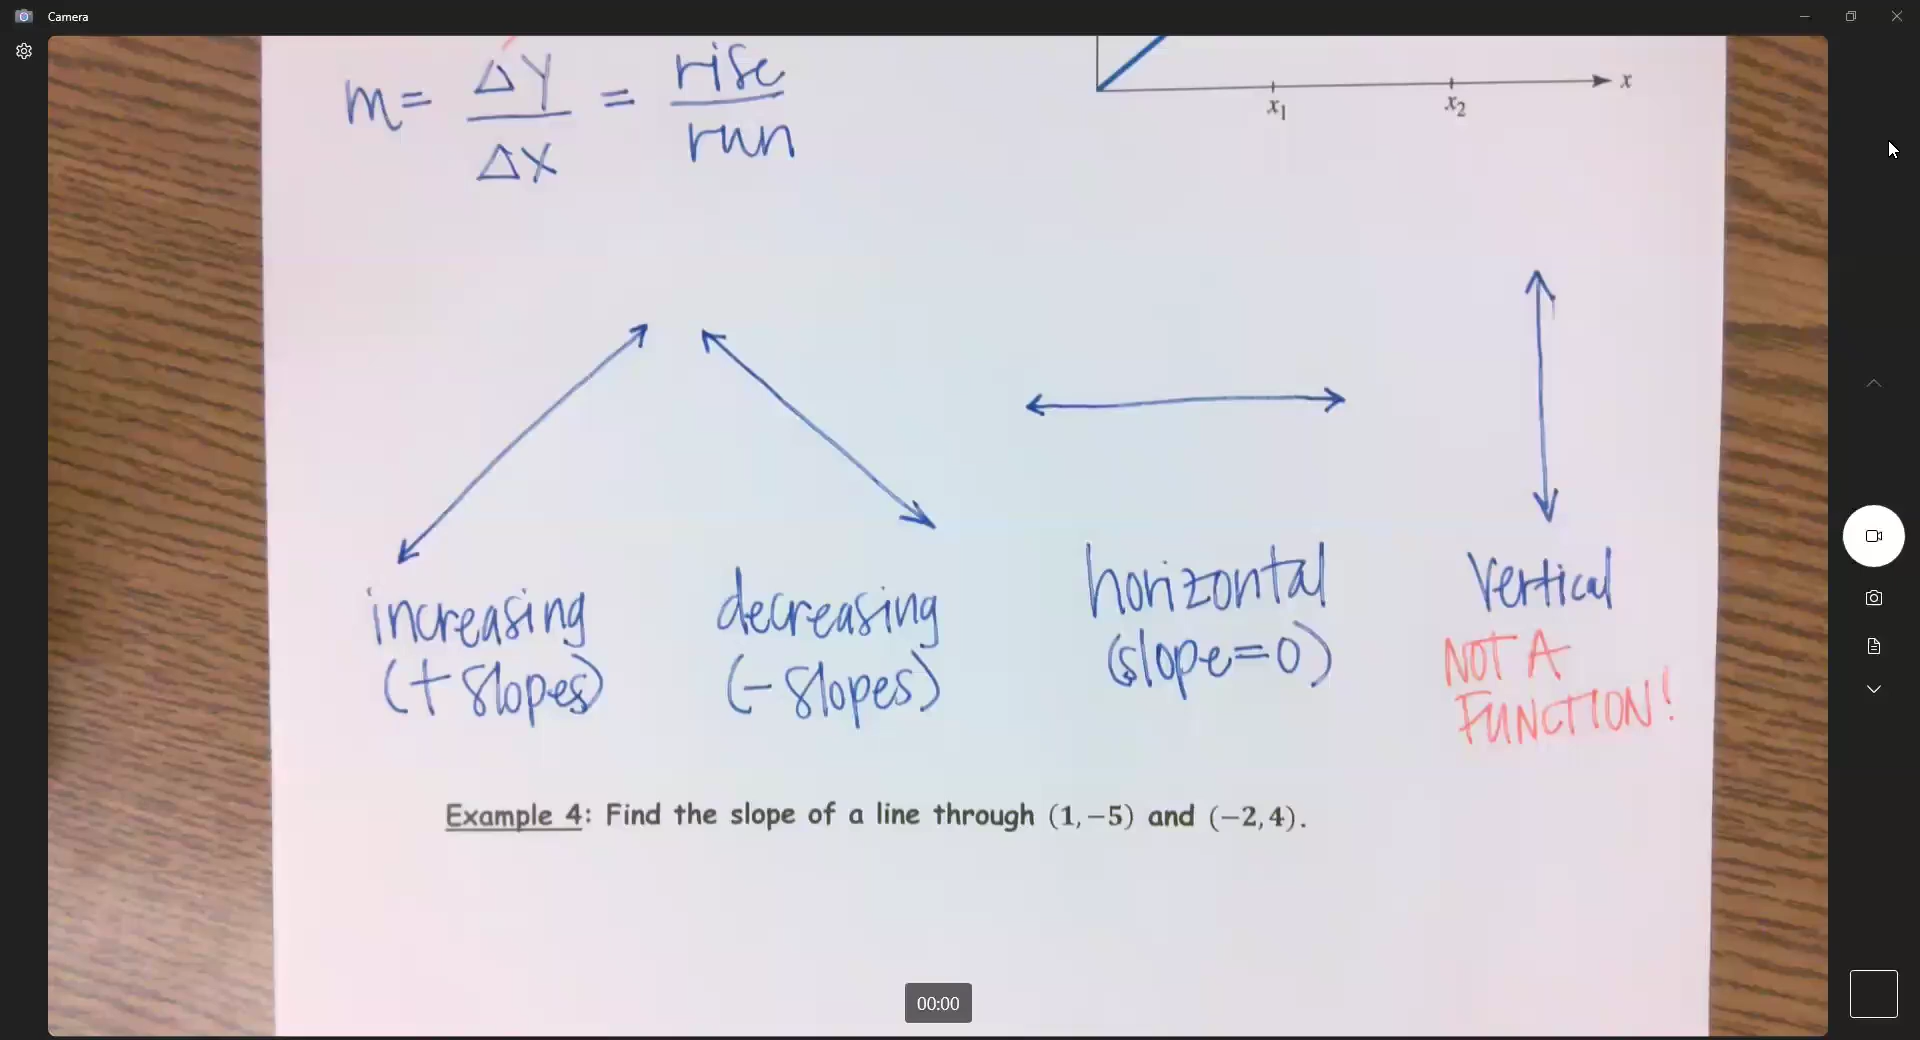 Camera
m = ΔY/ΔX = rise/run
x
x₁ x₂
increasing
(+ slopes)
decreasing
(- slopes)
horizontal
(slope=0)
Vertical
NOT A
FUNCTION!
Example 4: Find the slope of a line through (1,−5) and (−2,4).
00:00